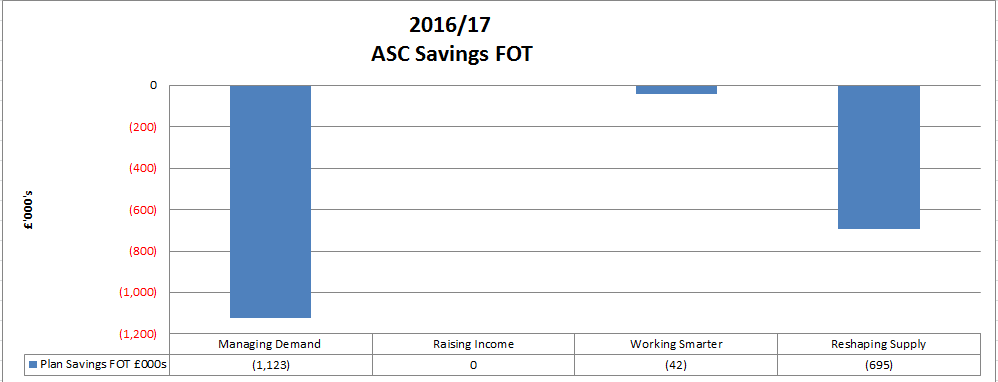 2016/17
ASC Savings FOT
0
(200)
(400)
(600)
(800)
(1,000)
(1,200)
£'000's
Managing Demand Raising Income Working Smarter Reshaping Supply
Plan Savings FOT £000s (1,123) 0 (42) (695)